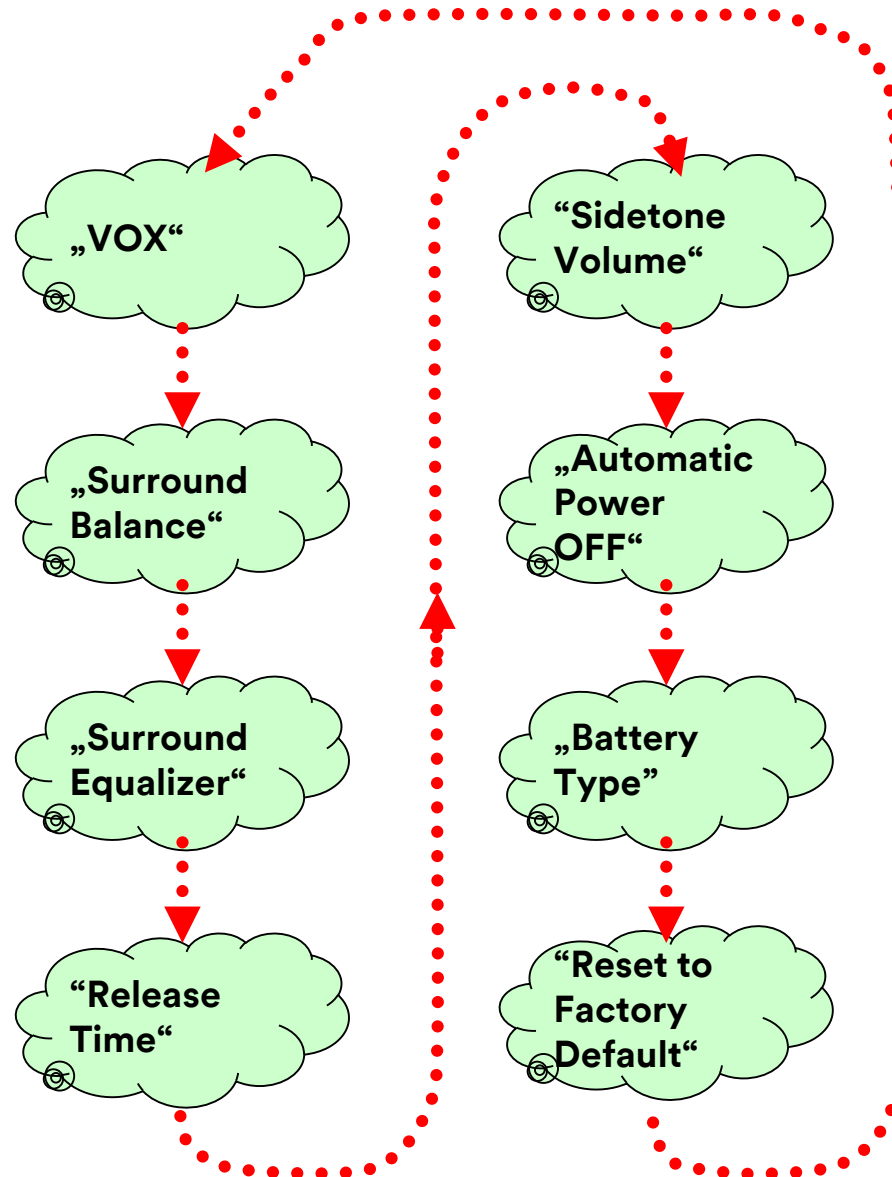 „VOX“
„Surround
Balance“
„Surround
Equalizer“
“Release
Time“
“Sidetone
Volume“
„Automatic
Power
OFF“
„Battery
Type”
“Reset to
Factory
Default“